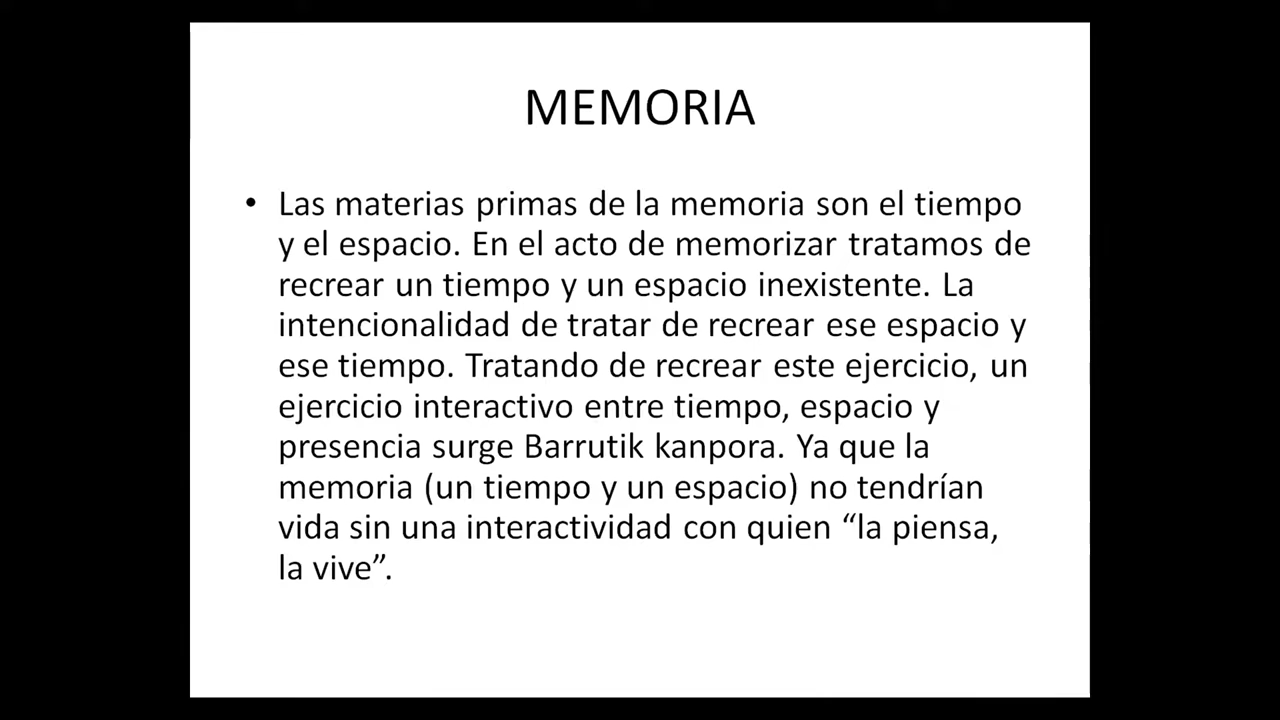 MEMORIA
• Las materias primas de la memoria son el tiempo
y el espacio. En el acto de memorizar tratamos de
recrear un tiempo y un espacio inexistente. La
intencionalidad de tratar de recrear ese espacio y
ese tiempo. Tratando de recrear este ejercicio, un
ejercicio interactivo entre tiempo, espacio y
presencia surge Barrutik kanpora. Ya que la
memoria (un tiempo y un espacio) no tendrían
vida sin una interactividad con quien “la piensa,
la vive”.